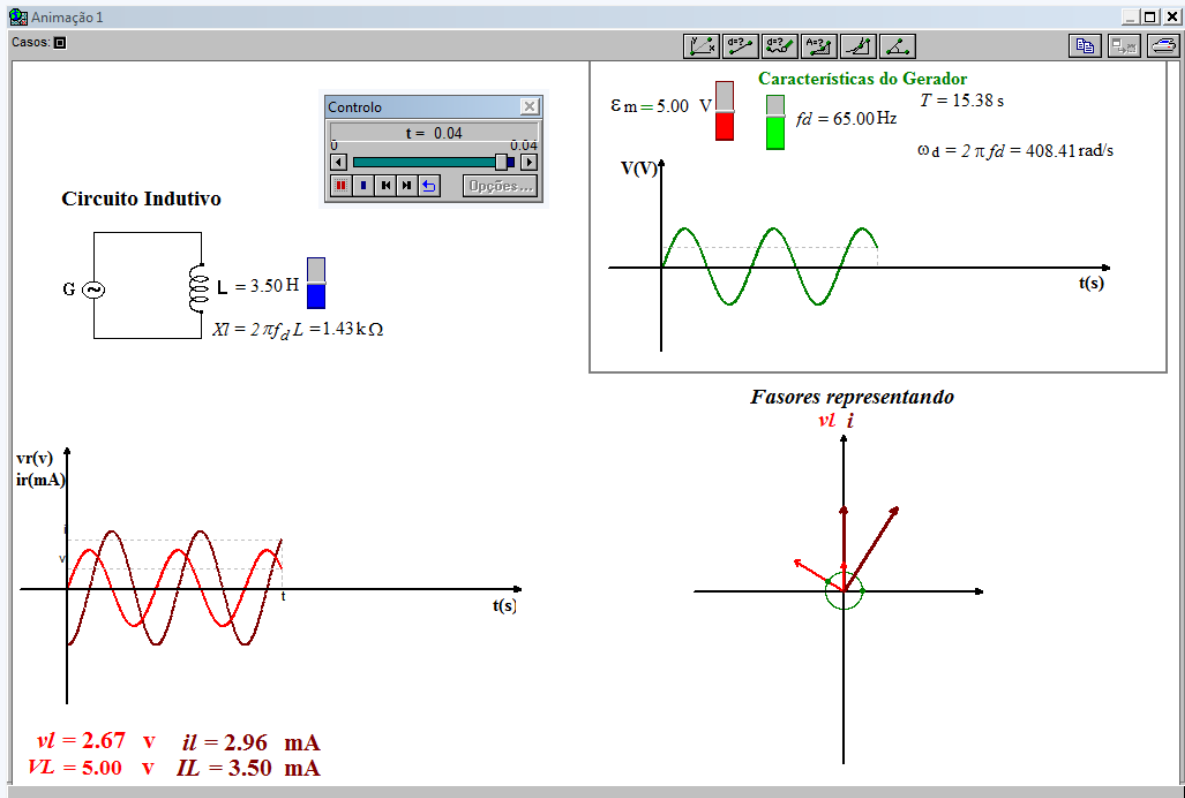 Animação 1
Casos:
y x d=? d=? A=?
Controlo
t = 0.04
0 0.04
Opções...
Características do Gerador
εm = 5.00 V
fd = 65.00 Hz
T = 15.38 s
ωd = 2 π fd = 408.41 rad/s
V(V)
t(s)
Circuito Indutivo
G
L = 3.50 H
Xl = 2 πfd L = 1.43 k Ω
Fasores representando
vl i
vr(v)
ir(mA)
i
v
t
t(s)
vl = 2.67 v il = 2.96 mA
VL = 5.00 v IL = 3.50 mA